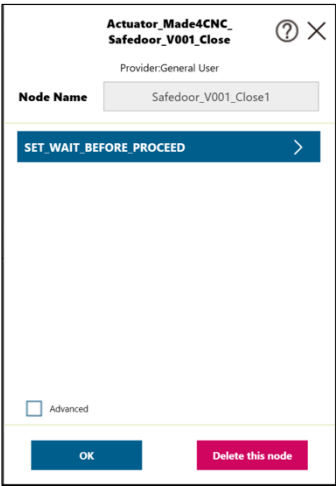 Actuator_Made4CNC_
Safedoor_V001_Close
Provider:General User
Node Name
Safedoor_V001_Close1
SET_WAIT_BEFORE_PROCEED
Advanced
OK
Delete this node